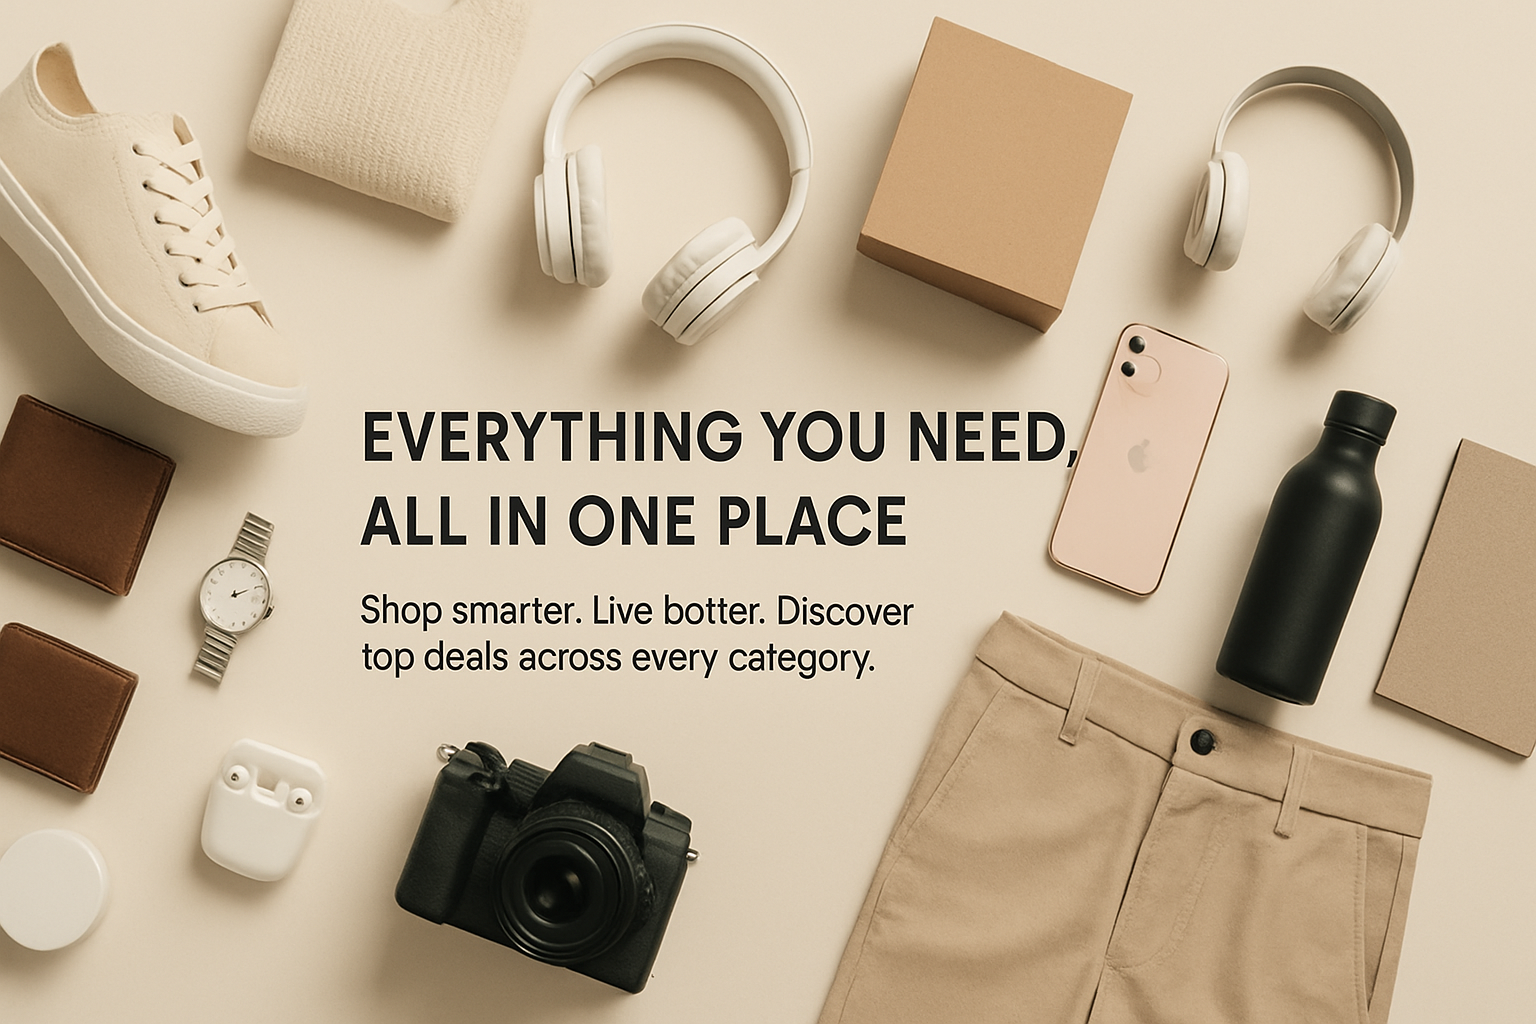 EVERYTHING YOU NEED,
ALL IN ONE PLACE
Shop smarter. Live botter. Discover
top deals across every category.